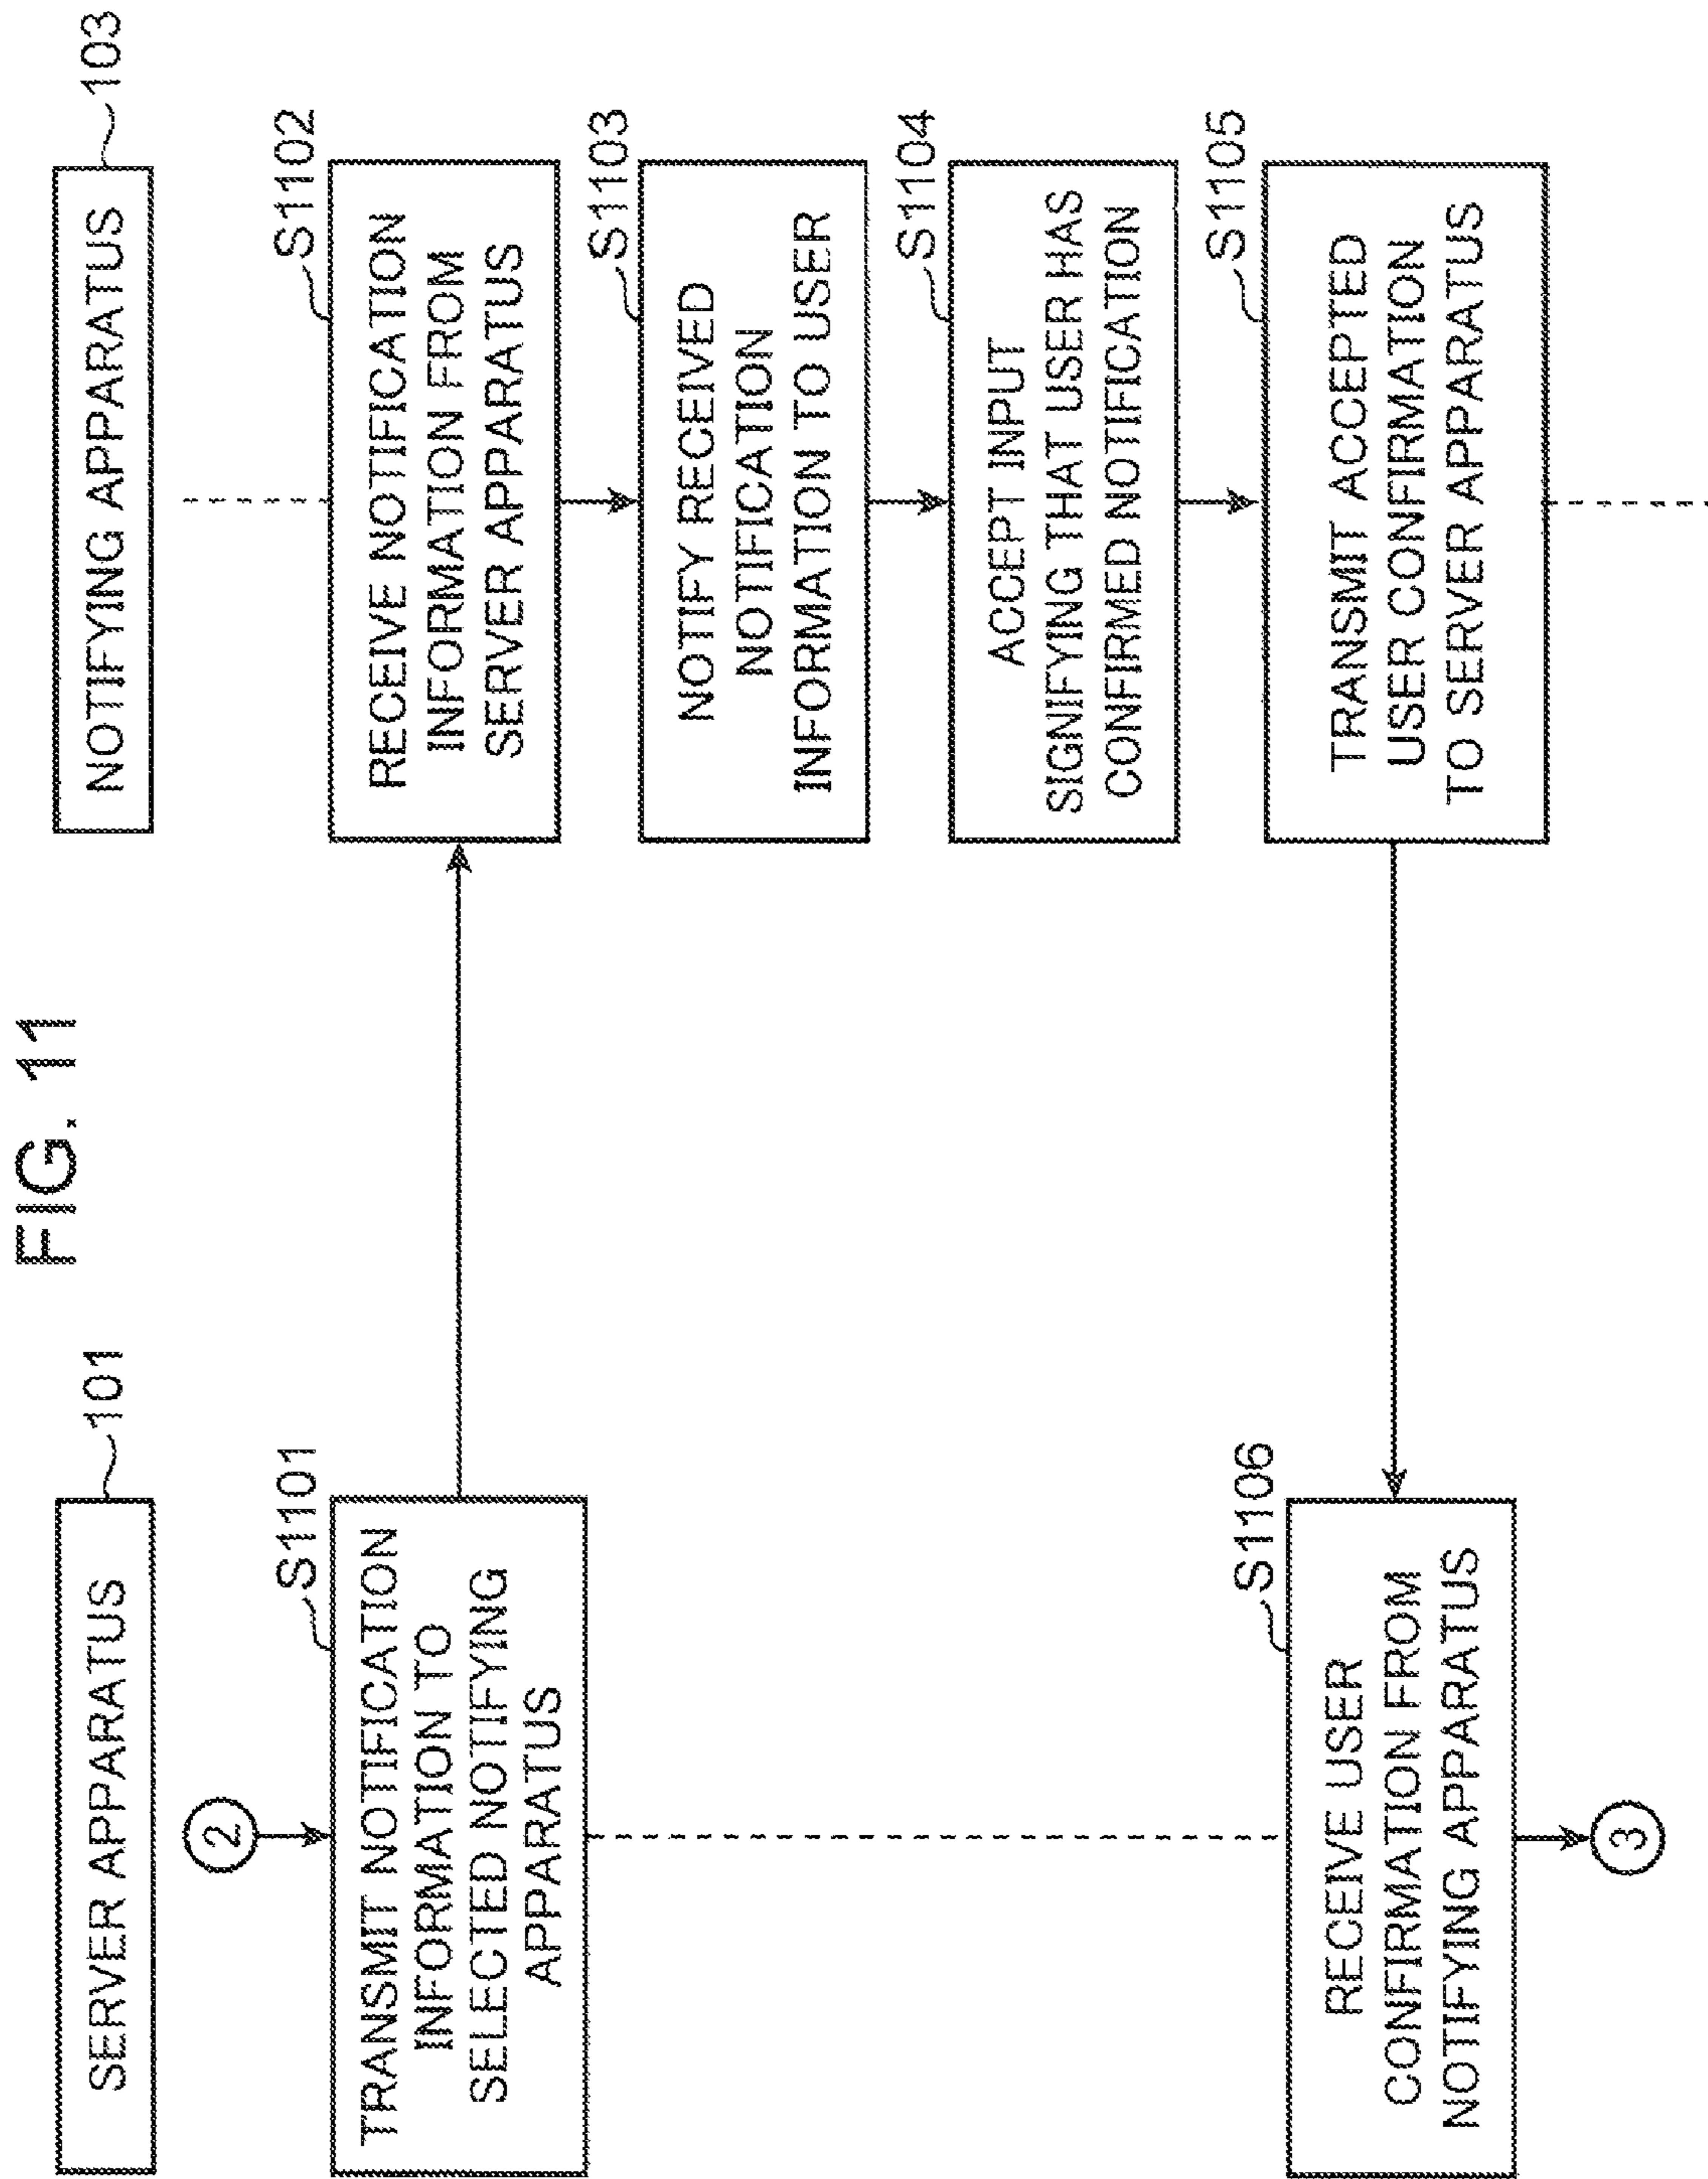 FIG. 11
SERVER APPARATUS
101
NOTIFYING APPARATUS
103
2
S1101
TRANSMIT NOTIFICATION
INFORMATION TO
SELECTED NOTIFYING
APPARATUS
S1102
RECEIVE NOTIFICATION
INFORMATION FROM
SERVER APPARATUS
S1103
NOTIFY RECEIVED
NOTIFICATION
INFORMATION TO USER
S1104
ACCEPT INPUT
SIGNIFYING THAT USER HAS
CONFIRMED NOTIFICATION
S1105
TRANSMIT ACCEPTED
USER CONFIRMATION
TO SERVER APPARATUS
S1106
RECEIVE USER
CONFIRMATION FROM
NOTIFYING APPARATUS
3